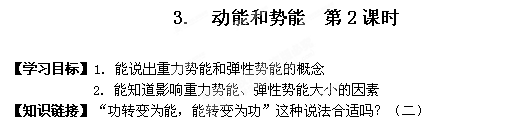 3. 动能和势能 第2课时
【学习目标】1. 能说出重力势能和弹性势能的概念
2. 能知道影响重力势能、弹性势能大小的因素
【知识链接】“功转变为能，能转变为功”这种说法合适吗？（二）